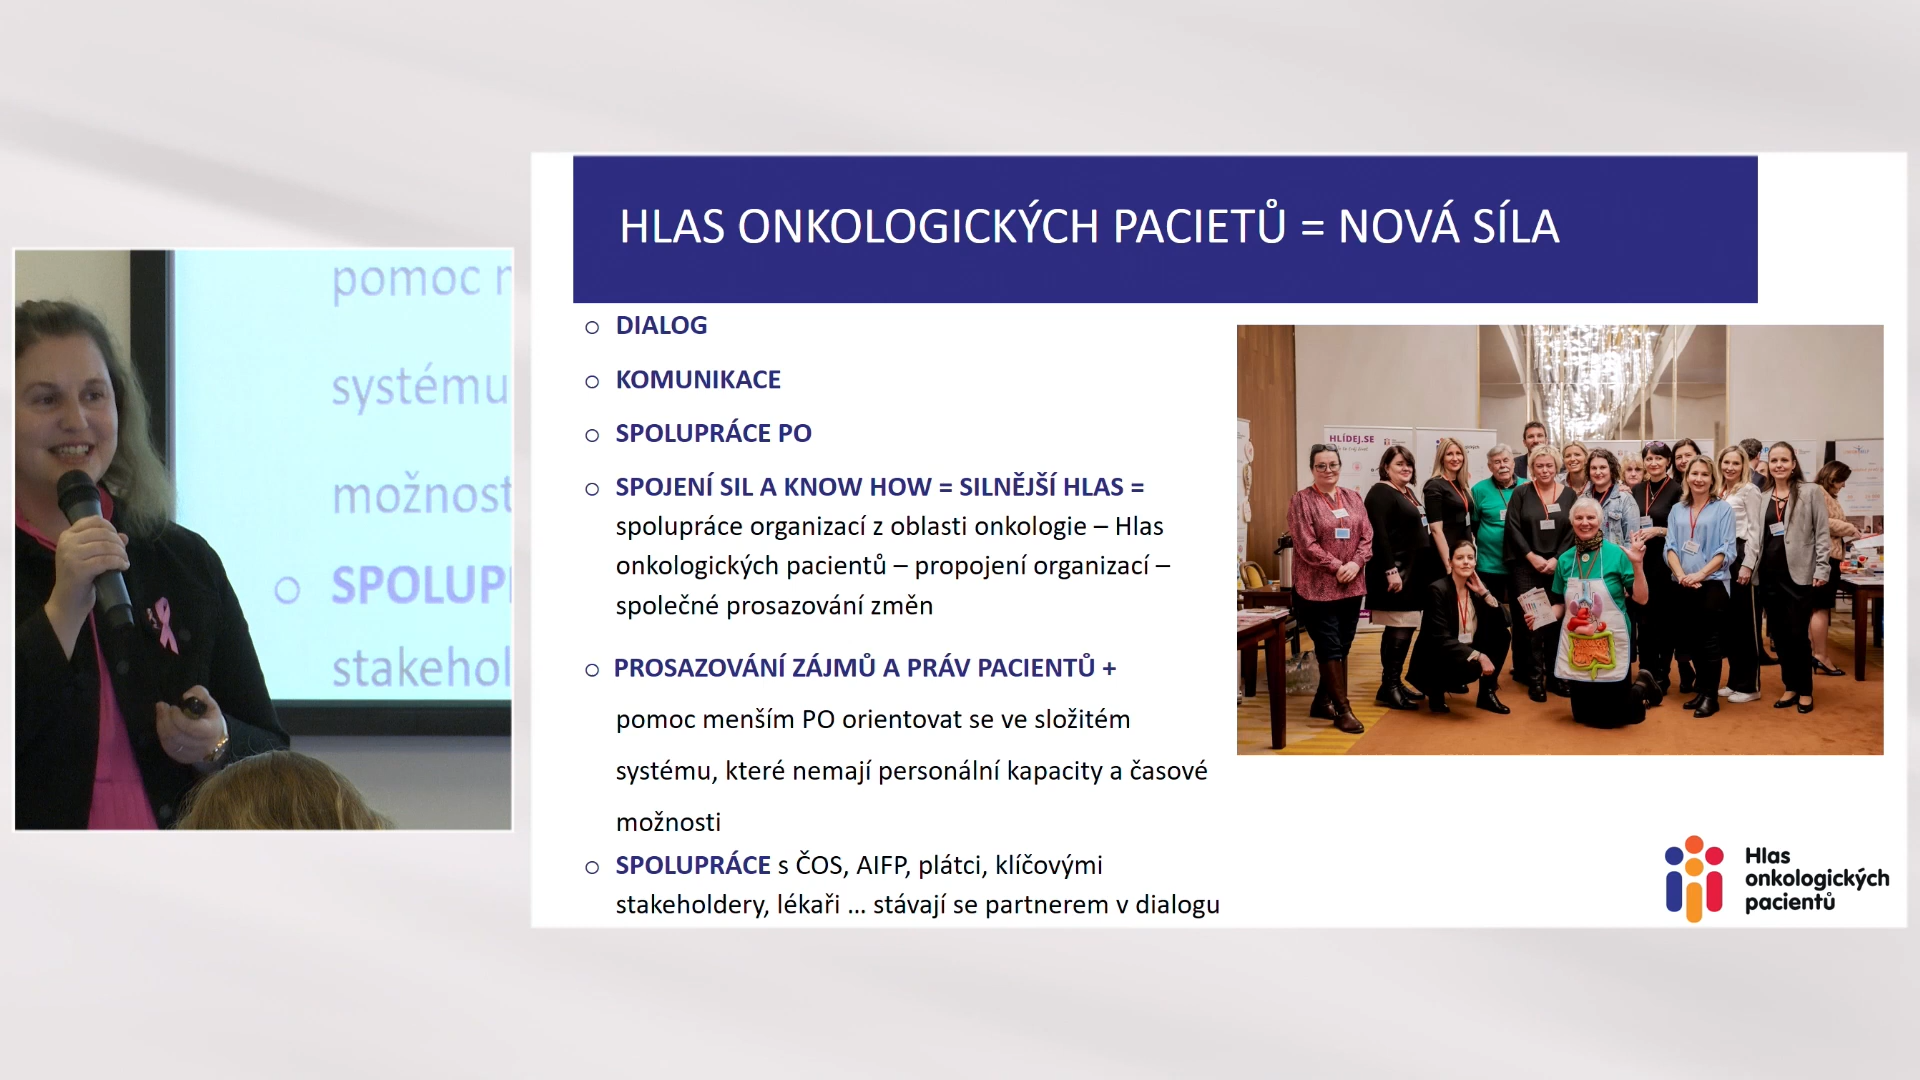 pomoc
systému
možnost
SPOLUP
stakehol
HLAS ONKOLOGICKÝCH PACIETŮ = NOVÁ SÍLA
DIALOG
KOMUNIKACE
SPOLUPRÁCE PO
SPOJENÍ SIL A KNOW HOW = SILNĚJŠÍ HLAS =
spolupráce organizací z oblasti onkologie – Hlas
onkologických pacientů – propojení organizací –
společné prosazování změn
PROSAZOVÁNÍ ZÁJMŮ A PRÁV PACIENTŮ +
pomoc menším PO orientovat se ve složitém
systému, které nemají personální kapacity a časové
možnosti
SPOLUPRÁCE s ČOS, AIFP, plátci, klíčovými
stakeholdery, lékaři ... stávají se partnerem v dialogu
HLÍDEJ.SE
Hlas
onkologických
pacientů